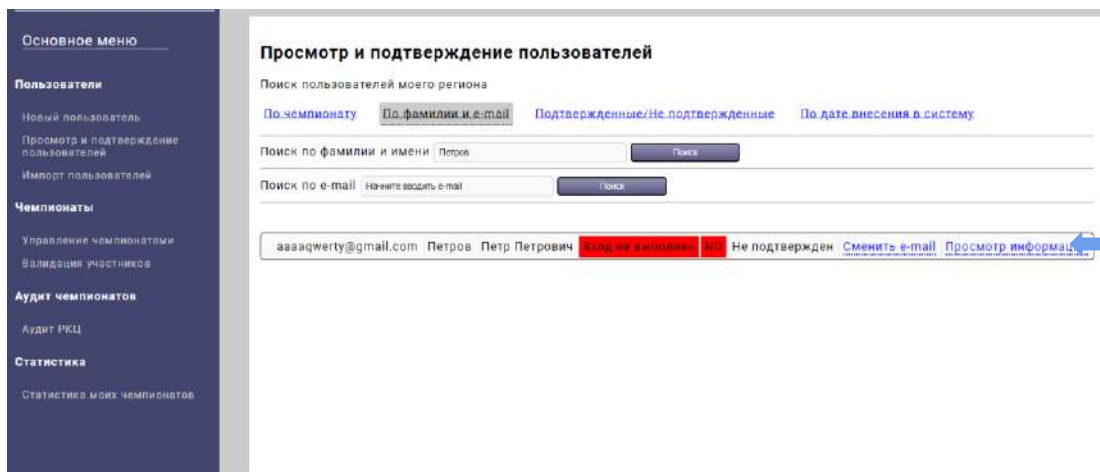 Основное меню
Пользователи
Новый пользователь
Просмотр и подтверждение
пользователей
Импорт пользователей
Чемпионаты
Управление чемпионатами
Валидация участников
Аудит чемпионатов
Аудит РКЦ
Статистика
Статистика моих чемпионатов
Просмотр и подтверждение пользователей
Поиск пользователей моего региона
По чемпионату По фамилии и e-mail Подтвержденные/Не подтвержденные По дате внесения в систему
Поиск по фамилии и имени Петров Поиск
Поиск по e-mail Начните вводить e-mail Поиск
aaaaqwerty@gmail.com Петров Петр Петрович Вход не выполнен NO Не подтвержден Сменить e-mail Просмотр информац